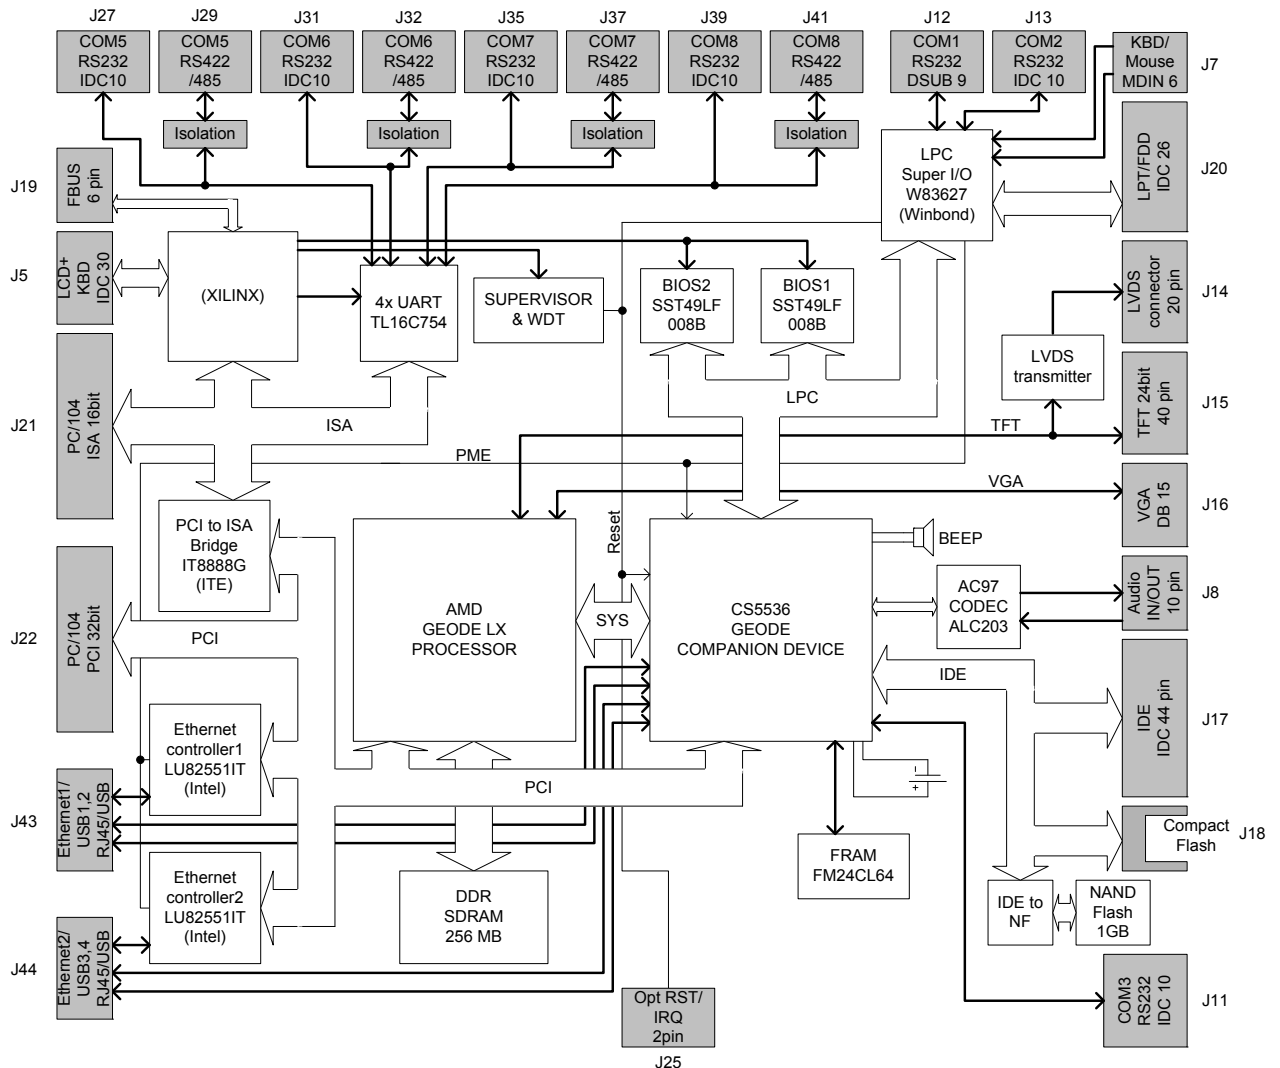 J27
J29
J31
J32
J35
J37
J39
J41
J12
J13
COM5
RS232
IDC10
COM5
RS422
/485
COM6
RS232
IDC10
COM6
RS422
/485
COM7
RS232
IDC10
COM7
RS422
/485
COM8
RS232
IDC10
COM8
RS422
/485
COM1
RS232
DSUB 9
COM2
RS232
IDC 10
KBD/
Mouse
MDIN 6
J7
Isolation
Isolation
Isolation
Isolation
LPC
Super I/O
W83627
(Winbond)
LPT/FDD
IDC 26
J20
J19
FBUS
6 pin
J5
LCD+
KBD
IDC 30
(XILINX)
4x UART
TL16C754
SUPERVISOR
& WDT
BIOS2
SST49LF
008B
BIOS1
SST49LF
008B
LVDS
connector
20 pin
J14
LVDS
transmitter
LPC
J21
PC/104
ISA 16bit
ISA
TFT
TFT 24bit
40 pin
J15
PME
VGA
VGA
DB 15
J16
PCI to ISA
Bridge
IT8888G
(ITE)
Reset
BEEP
AMD
GEODE LX
PROCESSOR
SYS
CS5536
GEODE
COMPANION DEVICE
AC97
CODEC
ALC203
Audio
IN/OUT
10 pin
J8
J22
PC/104
PCI 32bit
PCI
IDE
IDE
IDC 44 pin
J17
Ethernet
controller1
LU82551IT
(Intel)
PCI
+
-
J43
Ethernet1/
USB1,2
RJ45/USB
Compact
Flash
J18
FRAM
FM24CL64
Ethernet
controller2
LU82551IT
(Intel)
DDR
SDRAM
256 MB
IDE to
NF
NAND
Flash
1GB
J44
Ethernet2/
USB3,4
RJ45/USB
Opt RST/
IRQ
2pin
J25
COM3
RS232
IDC 10
J11